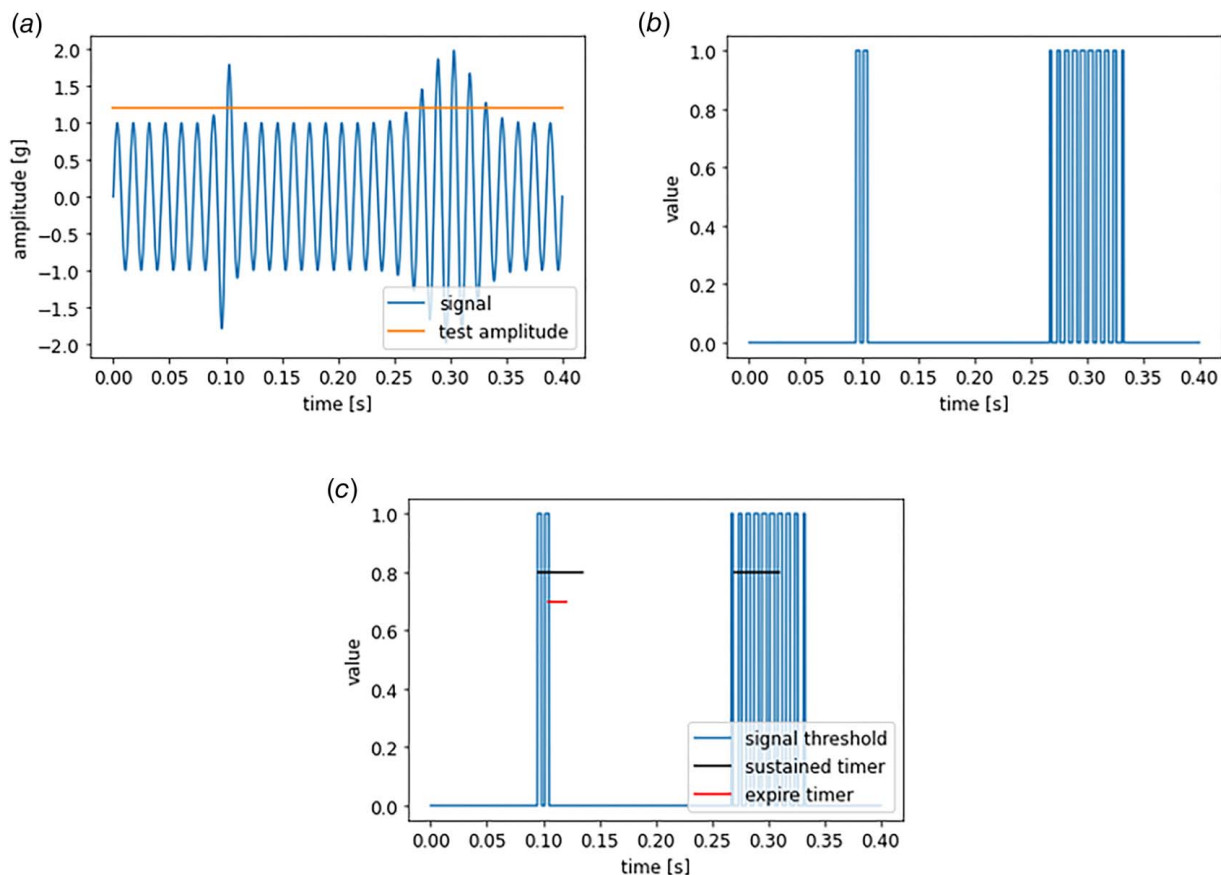 (a)
2.0
1.5
1.0
0.5
0.0
−0.5
−1.0
−1.5
−2.0
amplitude [g]
signal
test amplitude
0.00 0.05 0.10 0.15 0.20 0.25 0.30 0.35 0.40
time [s]
(b)
1.0
0.8
0.6
0.4
0.2
0.0
value
0.00 0.05 0.10 0.15 0.20 0.25 0.30 0.35 0.40
time [s]
(c)
1.0
0.8
0.6
0.4
0.2
0.0
value
signal threshold
sustained timer
expire timer
0.00 0.05 0.10 0.15 0.20 0.25 0.30 0.35 0.40
time [s]